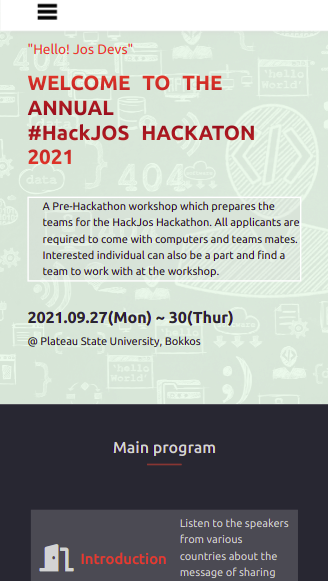 "Hello! Jos Devs"
WELCOME TO THE
ANNUAL
#HackJOS HACKATON
2021
A Pre-Hackathon workshop which prepares the
teams for the HackJos Hackathon. All applicants are
required to come with computers and teams mates.
Interested individual can also be a part and find a
team to work with at the workshop.
2021.09.27(Mon) ~ 30(Thur)
@ Plateau State University, Bokkos
Main program
Introduction
Listen to the speakers
from various
countries about the
message of sharing